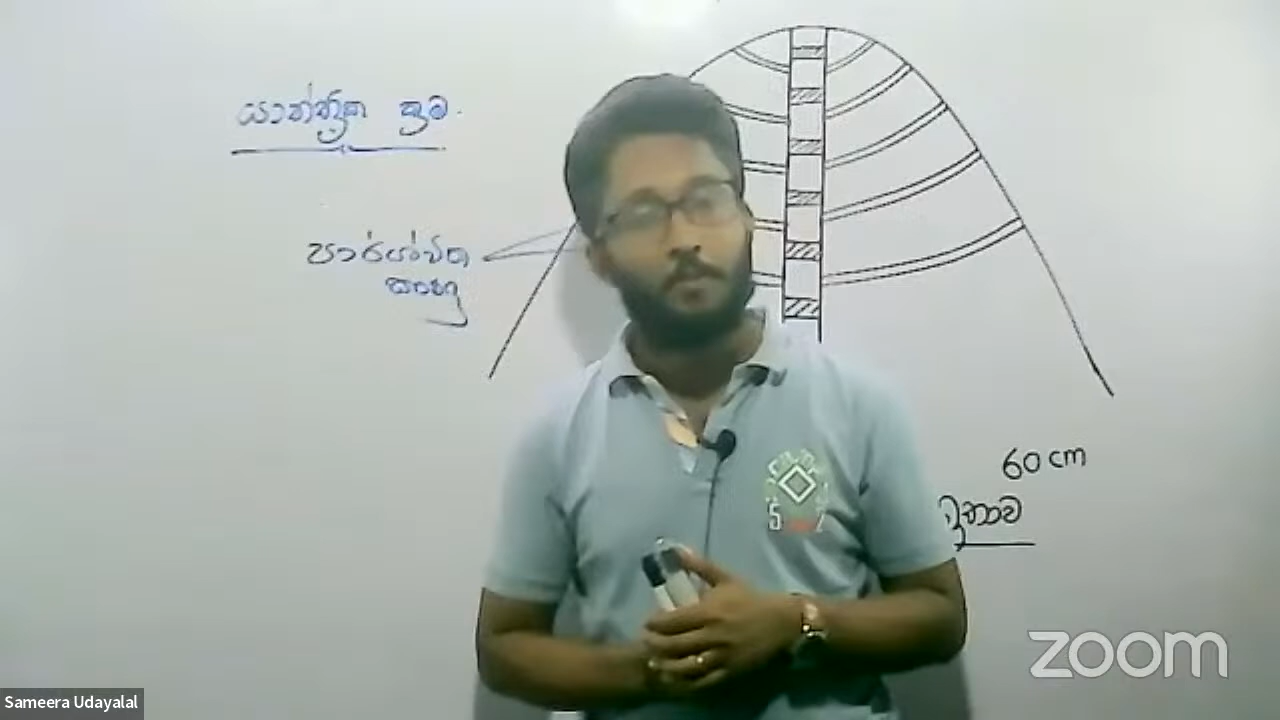 යාන්ත්‍රික ක්‍රම.
පාර්ශ්වික
කානු
60 cm
Sameera Udayalal
zoom